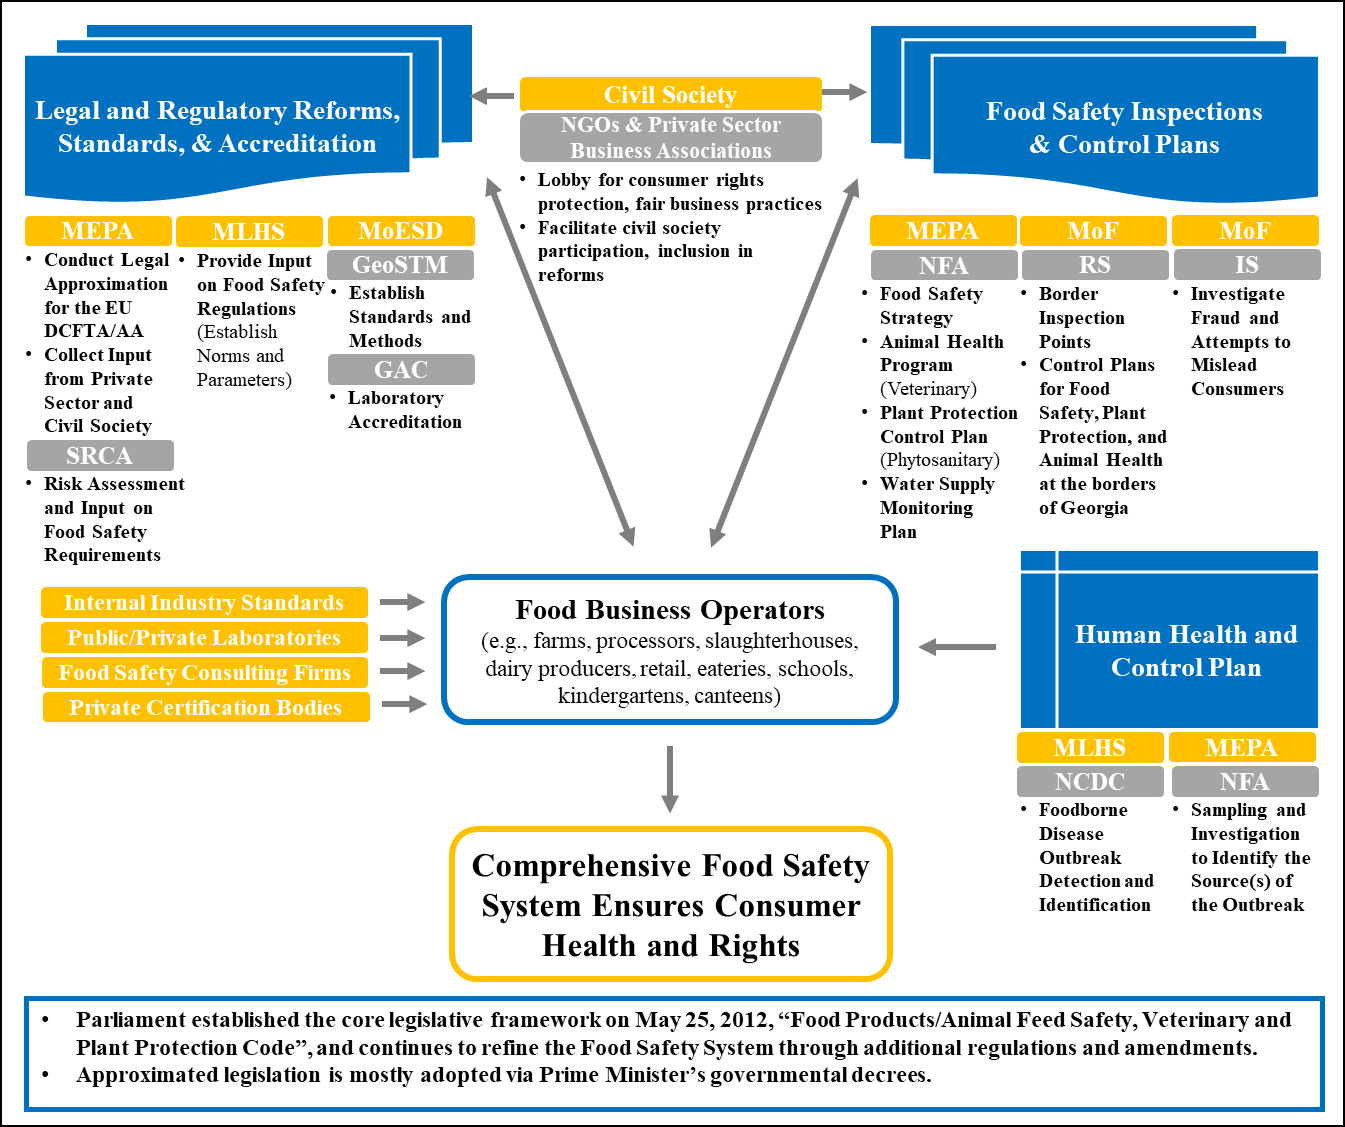 Legal and Regulatory Reforms,
Standards, & Accreditation
Civil Society
NGOs & Private Sector
Business Associations
• Lobby for consumer rights
protection, fair business practices
• Facilitate civil society
participation, inclusion in
reforms
Food Safety Inspections
& Control Plans
MEPA
• Conduct Legal
Approximation
for the EU
DCFTA/AA
• Collect Input
from Private
Sector and
Civil Society
SRCA
• Risk Assessment
and Input on
Food Safety
Requirements
MLHS
• Provide Input
on Food Safety
Regulations
(Establish
Norms and
Parameters)
MoESD
GeoSTM
• Establish
Standards and
Methods
GAC
• Laboratory
Accreditation
MEPA
NFA
• Food Safety
Strategy
• Animal Health
Program
(Veterinary)
• Plant Protection
Control Plan
(Phytosanitary)
• Water Supply
Monitoring
Plan
MoF
RS
• Border
Inspection
Points
• Control Plans
for Food
Safety, Plant
Protection, and
Animal Health
at the borders
of Georgia
MoF
IS
• Investigate
Fraud and
Attempts to
Mislead
Consumers
Internal Industry Standards
Public/Private Laboratories
Food Safety Consulting Firms
Private Certification Bodies
Food Business Operators
(e.g., farms, processors, slaughterhouses,
dairy producers, retail, eateries, schools,
kindergartens, canteens)
Human Health and
Control Plan
MLHS
NCDC
• Foodborne
Disease
Outbreak
Detection and
Identification
MEPA
NFA
• Sampling and
Investigation
to Identify the
Source(s) of
the Outbreak
Comprehensive Food Safety
System Ensures Consumer
Health and Rights
• Parliament established the core legislative framework on May 25, 2012, “Food Products/Animal Feed Safety, Veterinary and
Plant Protection Code”, and continues to refine the Food Safety System through additional regulations and amendments.
• Approximated legislation is mostly adopted via Prime Minister’s governmental decrees.